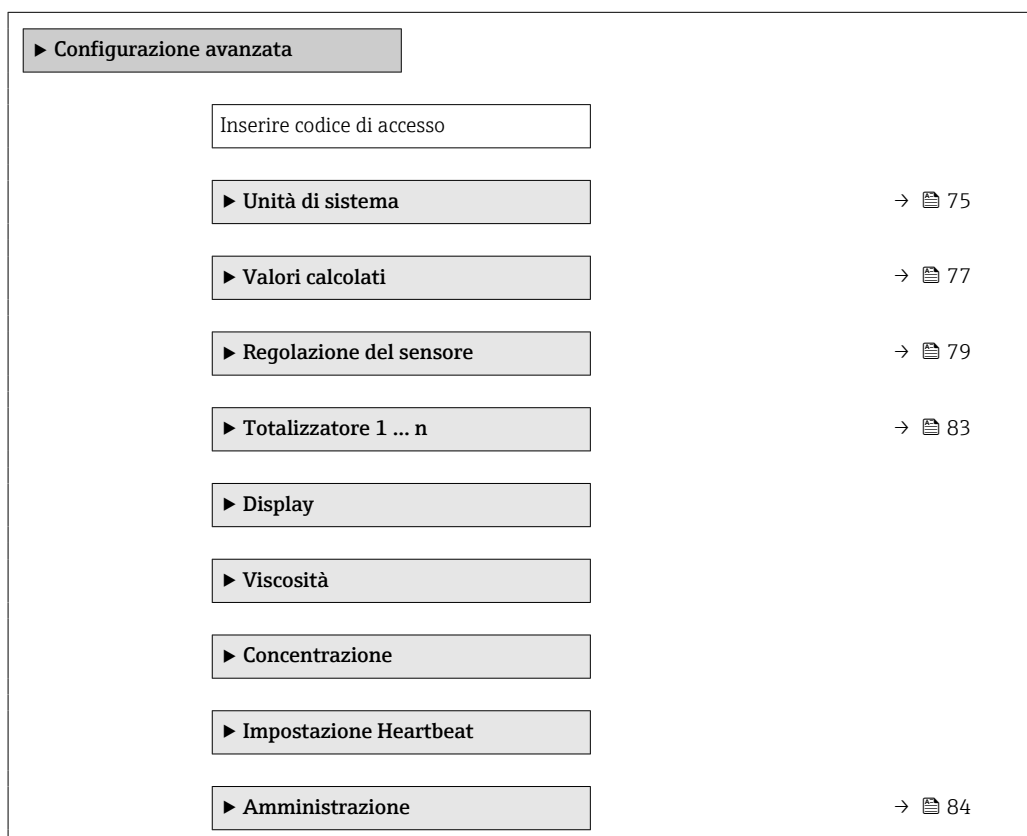 ▶ Configurazione avanzata
Inserire codice di accesso
▶ Unità di sistema → 75
▶ Valori calcolati → 77
▶ Regolazione del sensore → 79
▶ Totalizzatore 1 ... n → 83
▶ Display
▶ Viscosità
▶ Concentrazione
▶ Impostazione Heartbeat
▶ Amministrazione → 84